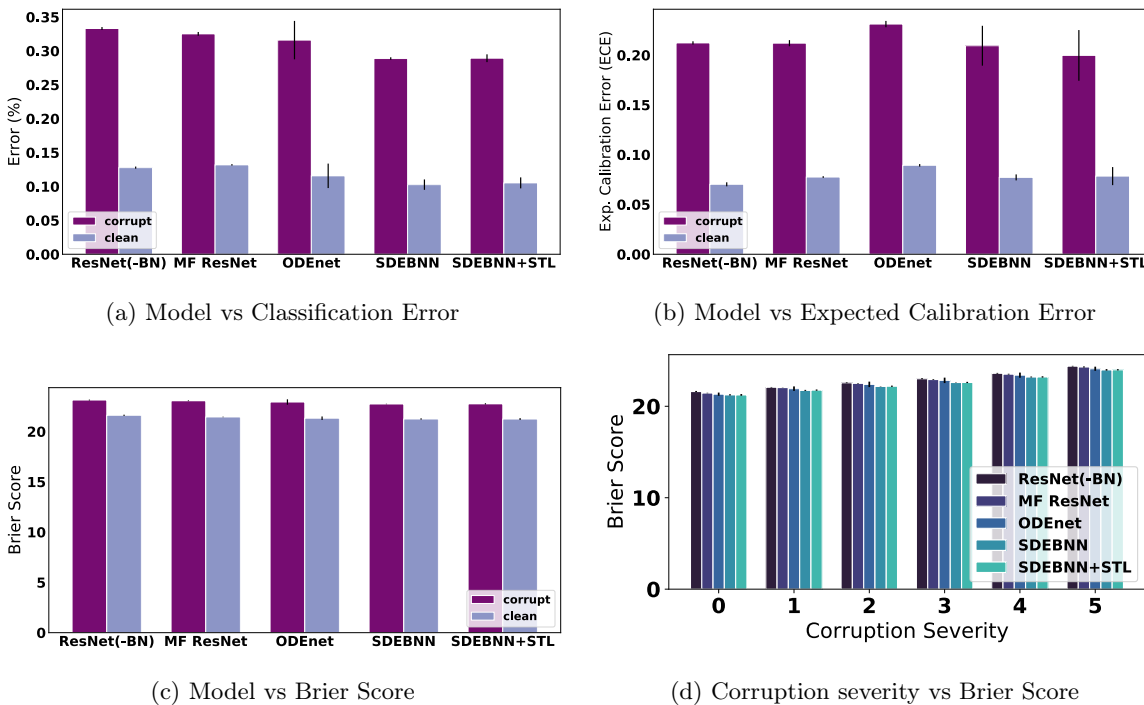 0.35
0.30
0.25
0.20
0.15
0.10
0.05
0.00
Error (%)
corrupt
clean
ResNet(-BN) MF ResNet ODEnet SDEBNN SDEBNN+STL
(a) Model vs Classification Error
0.20
0.15
0.10
0.05
0.00
Exp. Calibration Error (ECE)
corrupt
clean
ResNet(-BN) MF ResNet ODEnet SDEBNN SDEBNN+STL
(b) Model vs Expected Calibration Error
20
15
10
5
0
Brier Score
corrupt
clean
ResNet(-BN) MF ResNet ODEnet SDEBNN SDEBNN+STL
(c) Model vs Brier Score
20
10
0
Brier Score
ResNet(-BN)
MF ResNet
ODEnet
SDEBNN
SDEBNN+STL
0 1 2 3 4 5
Corruption Severity
(d) Corruption severity vs Brier Score